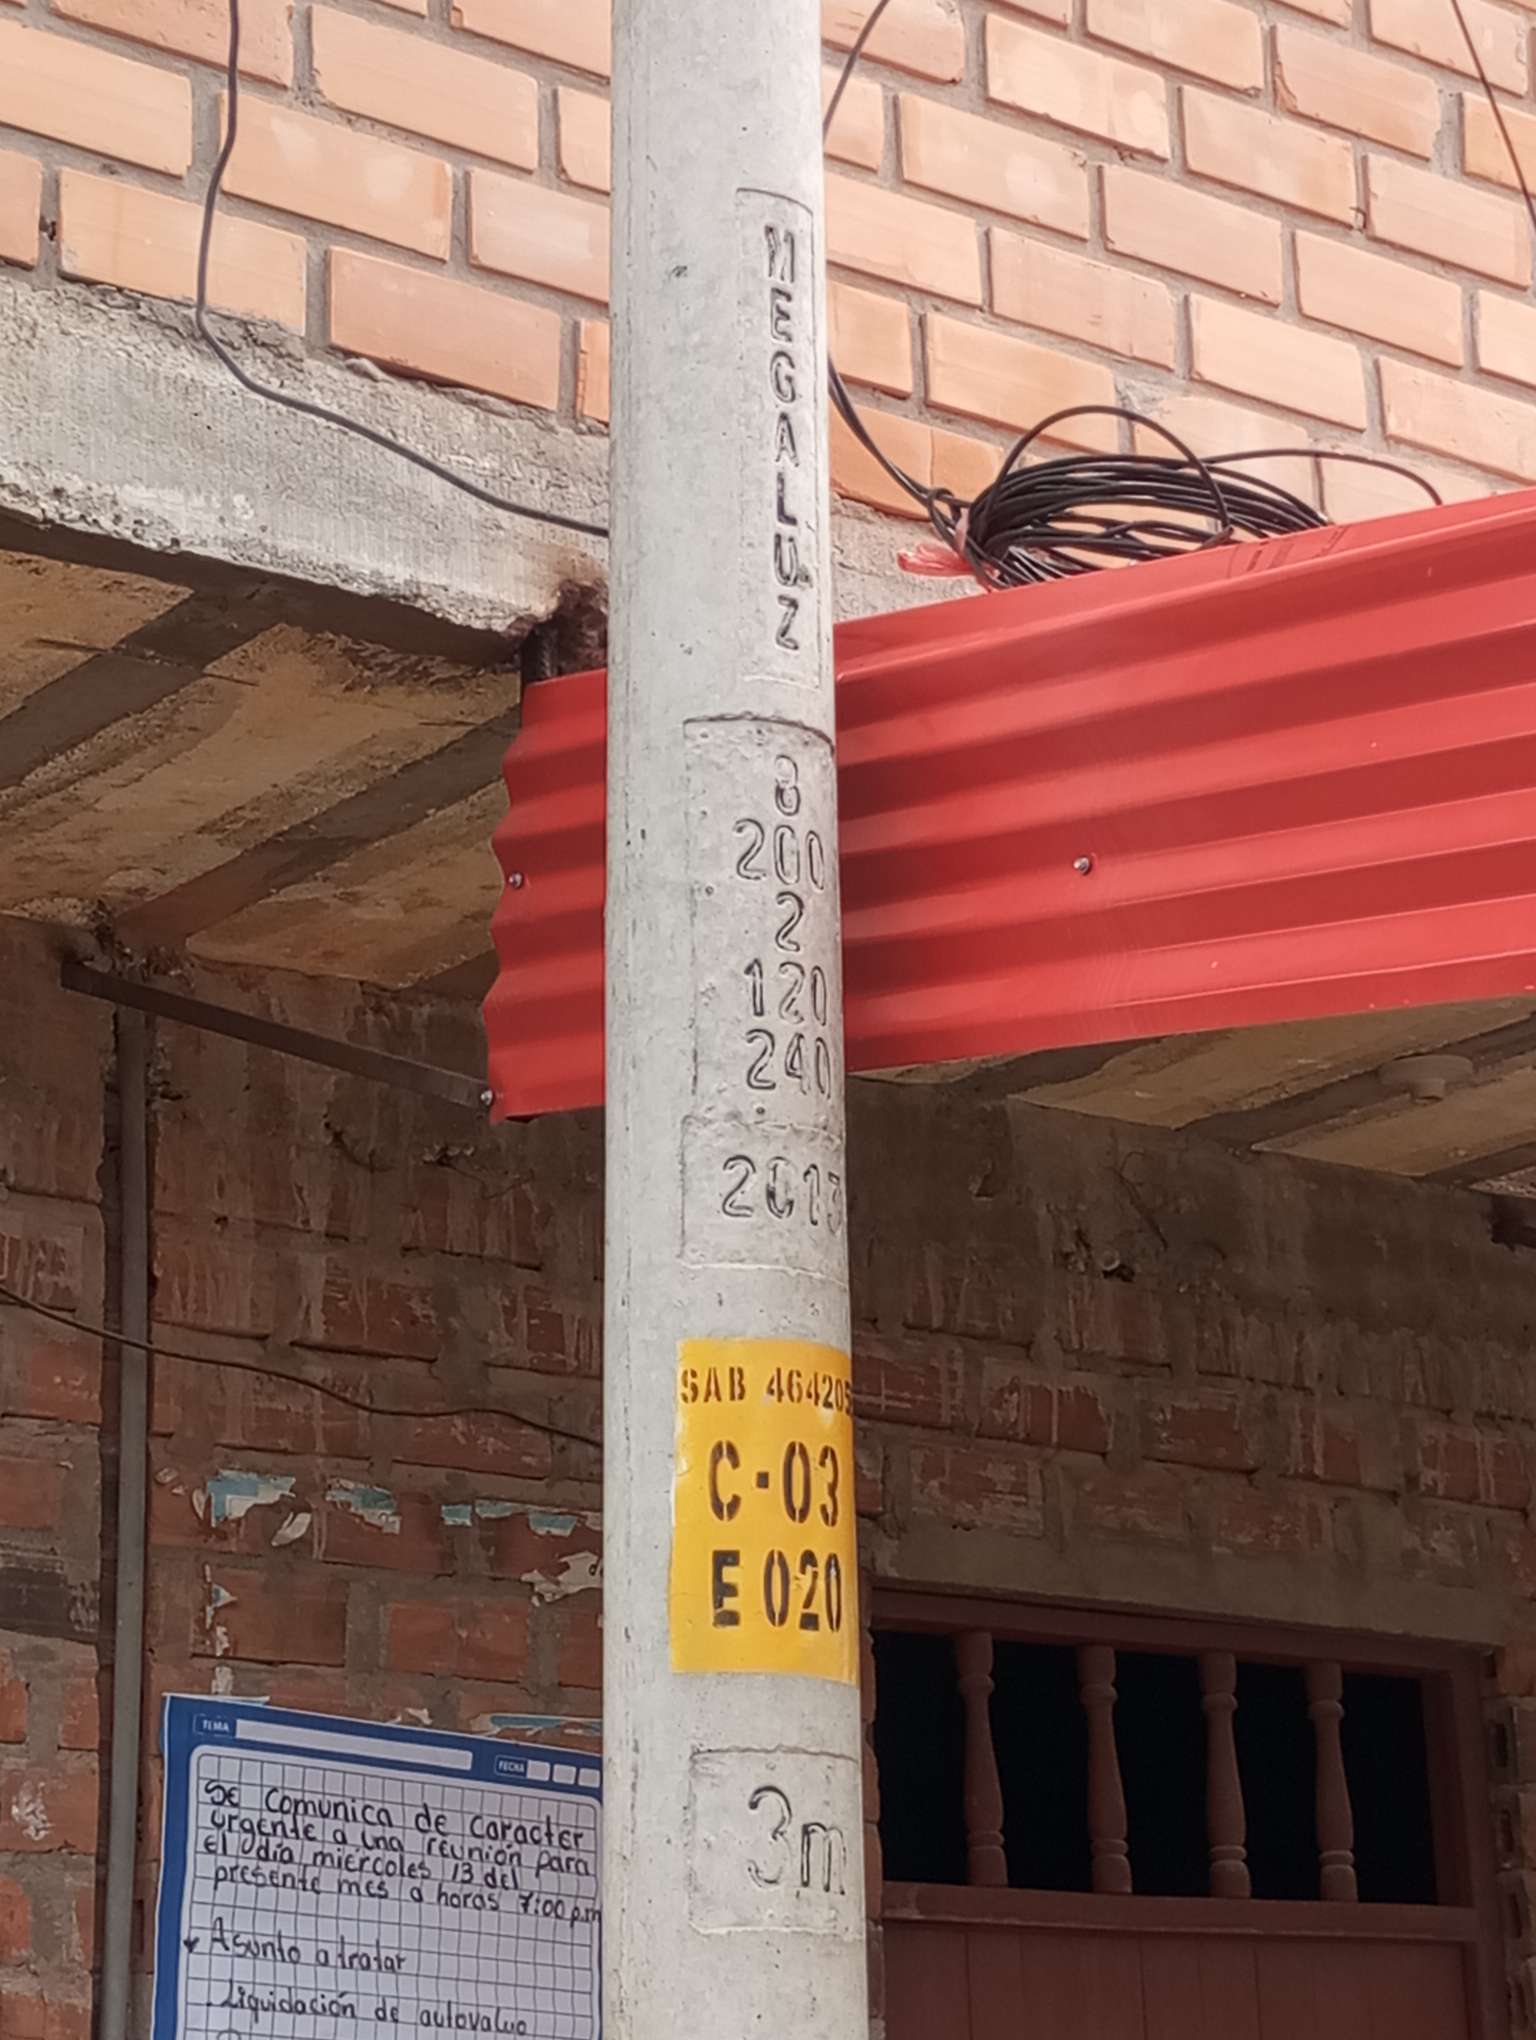 MEGALUZ
8
200
2
120
240
2013
SAB 464205
C-03
E 020
3m
TEMA
FECHA
Se comunica de caracter
urgente a una reunión para
el día miércoles 13 del
presente mes a horas 7:00 p.m
Asunto a tratar
Liquidación de autovaluo